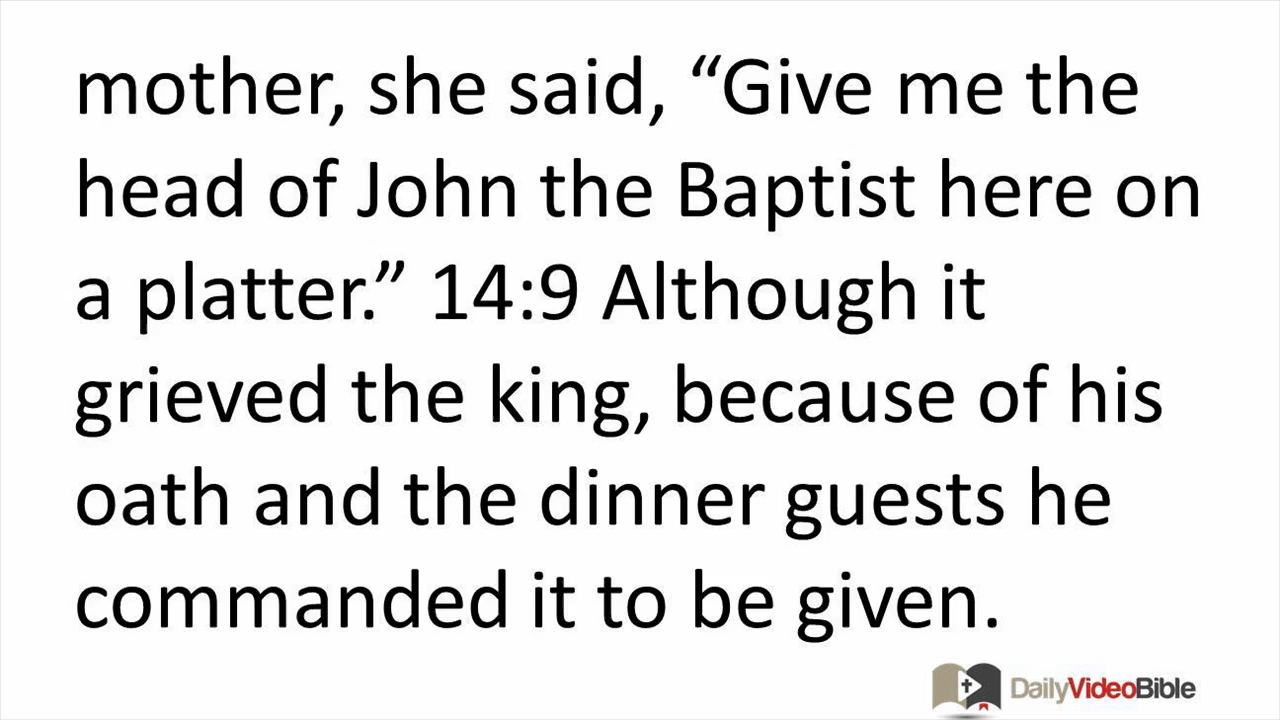 mother, she said, “Give me the
head of John the Baptist here on
a platter.” 14:9 Although it
grieved the king, because of his
oath and the dinner guests he
commanded it to be given.
DailyVideoBible